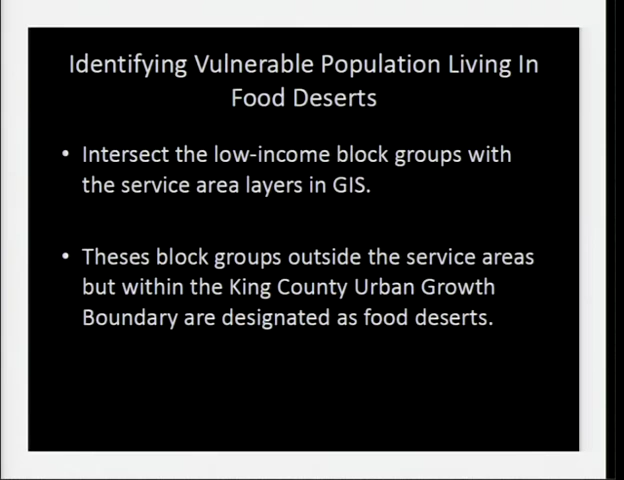 Identifying Vulnerable Population Living In
Food Deserts
• Intersect the low-income block groups with
the service area layers in GIS.
• Theses block groups outside the service areas
but within the King County Urban Growth
Boundary are designated as food deserts.